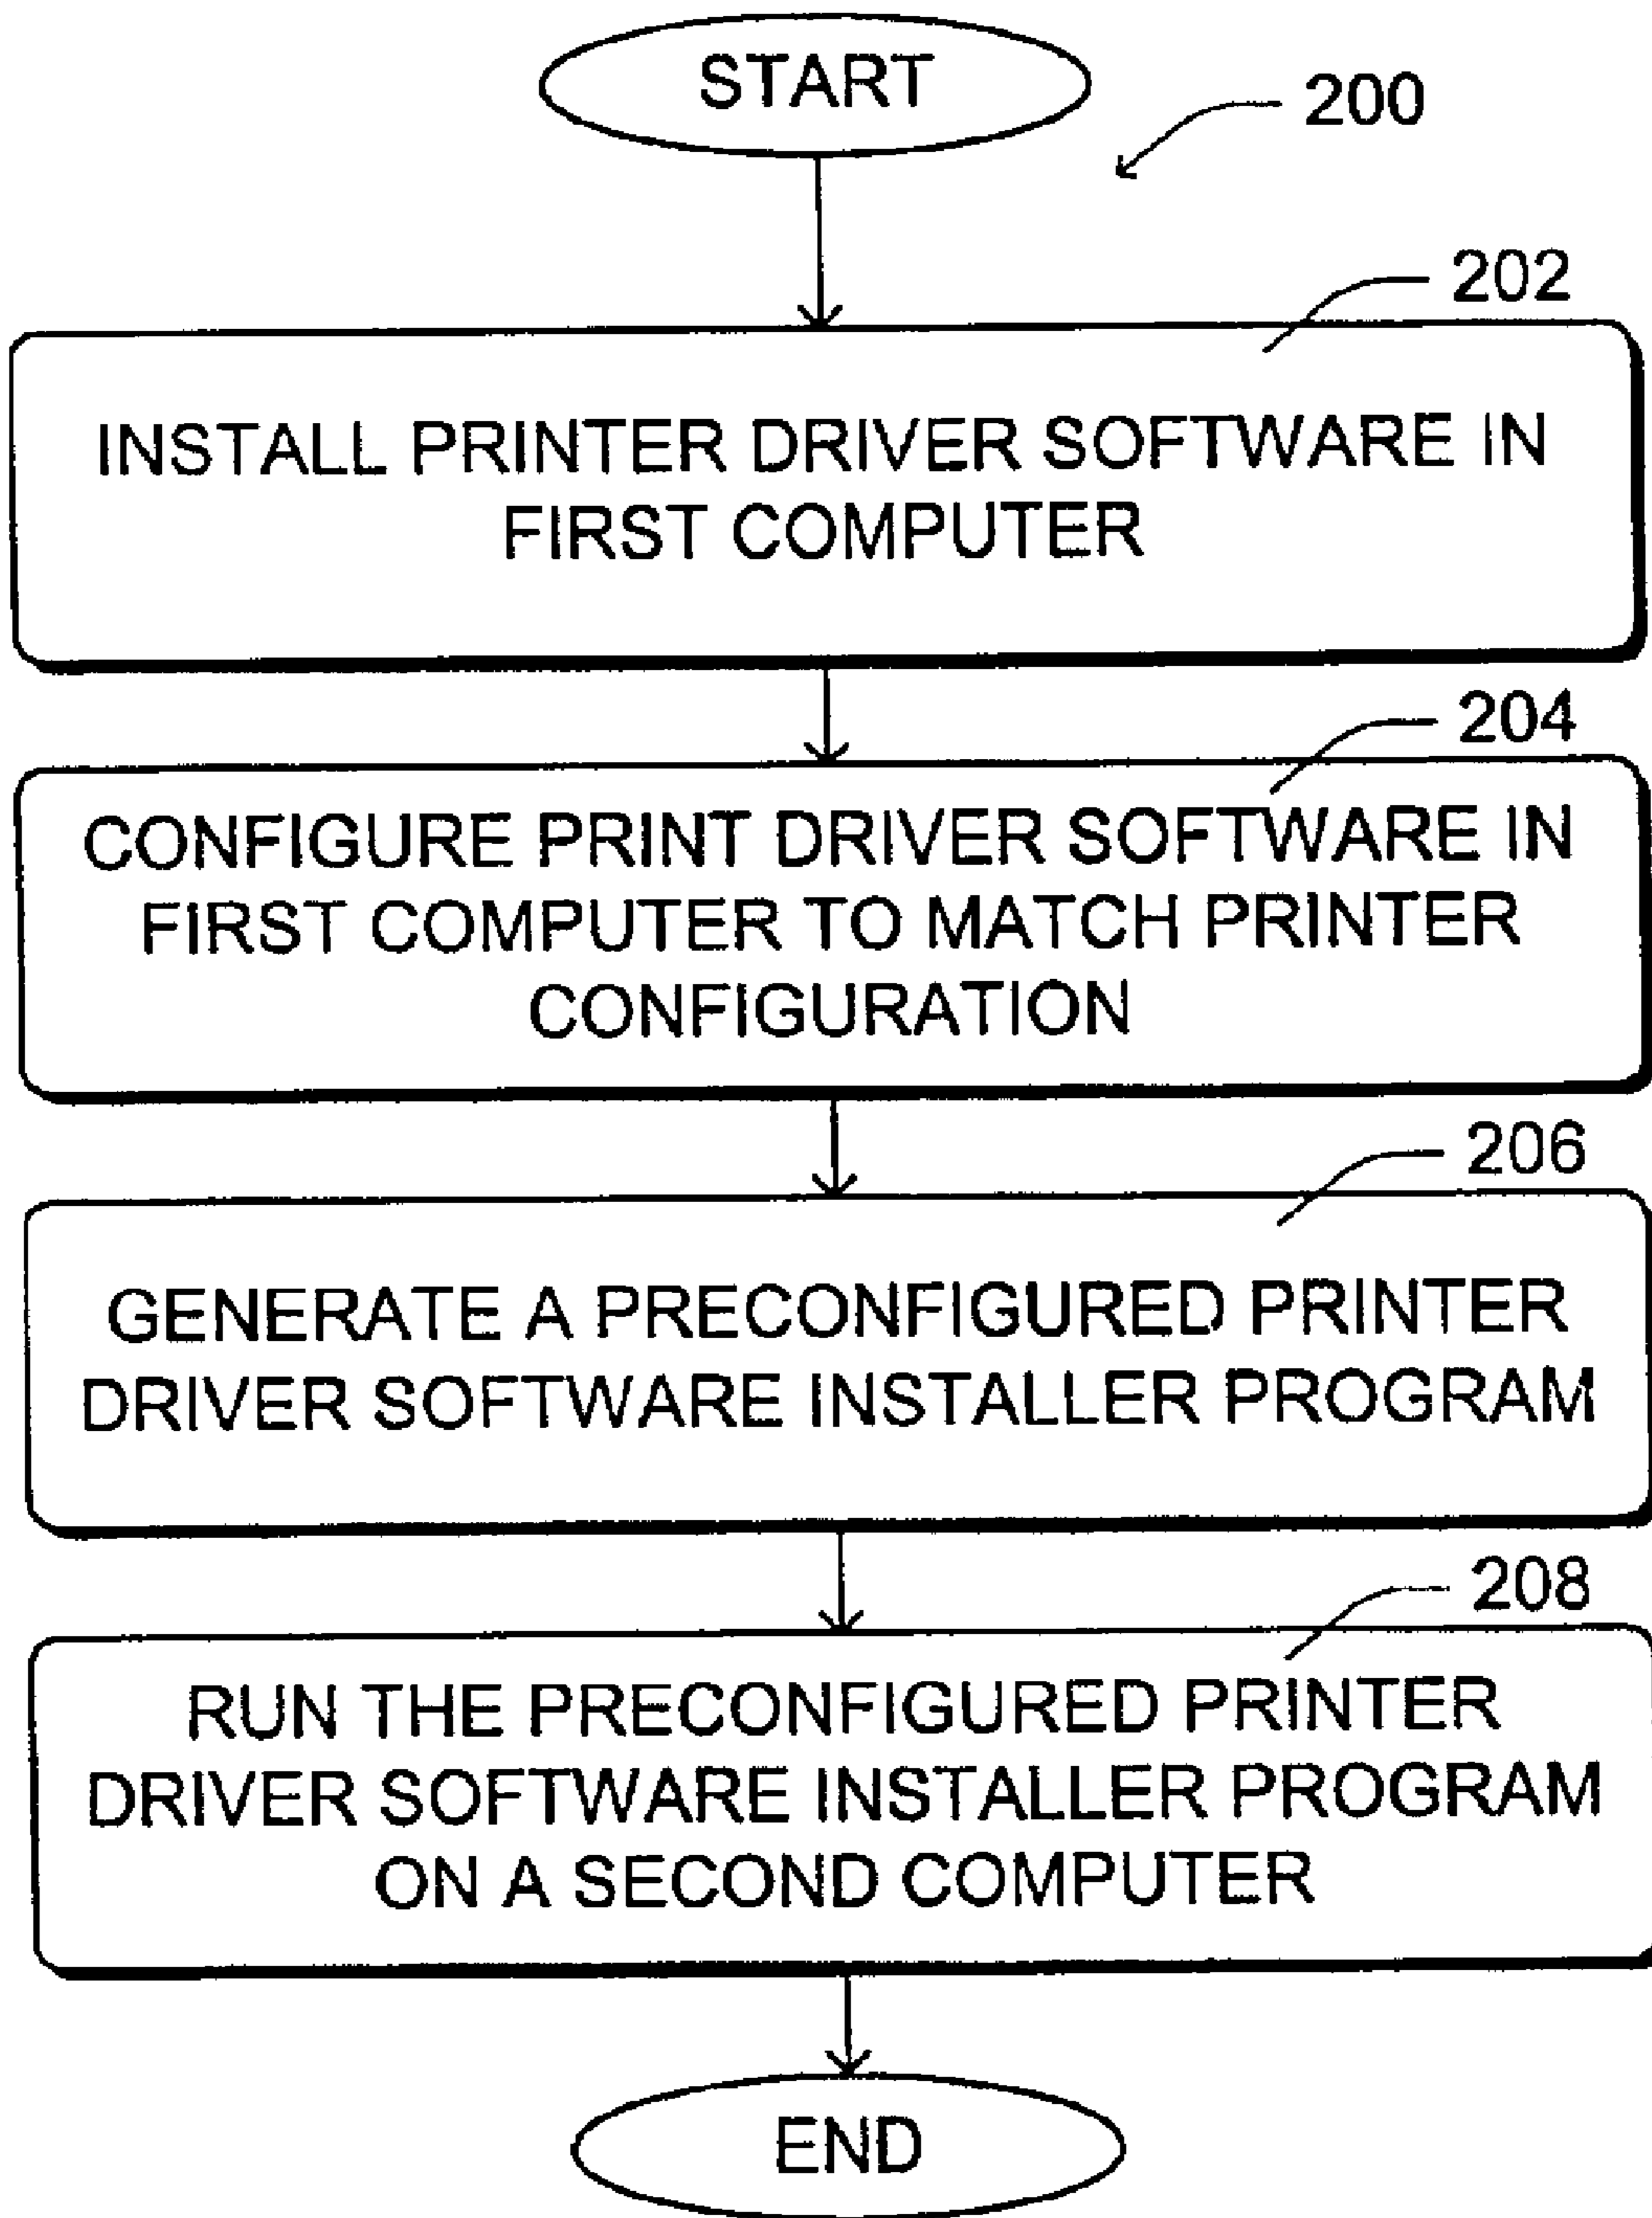 START
200
202
INSTALL PRINTER DRIVER SOFTWARE IN
FIRST COMPUTER
204
CONFIGURE PRINT DRIVER SOFTWARE IN
FIRST COMPUTER TO MATCH PRINTER
CONFIGURATION
206
GENERATE A PRECONFIGURED PRINTER
DRIVER SOFTWARE INSTALLER PROGRAM
208
RUN THE PRECONFIGURED PRINTER
DRIVER SOFTWARE INSTALLER PROGRAM
ON A SECOND COMPUTER
END